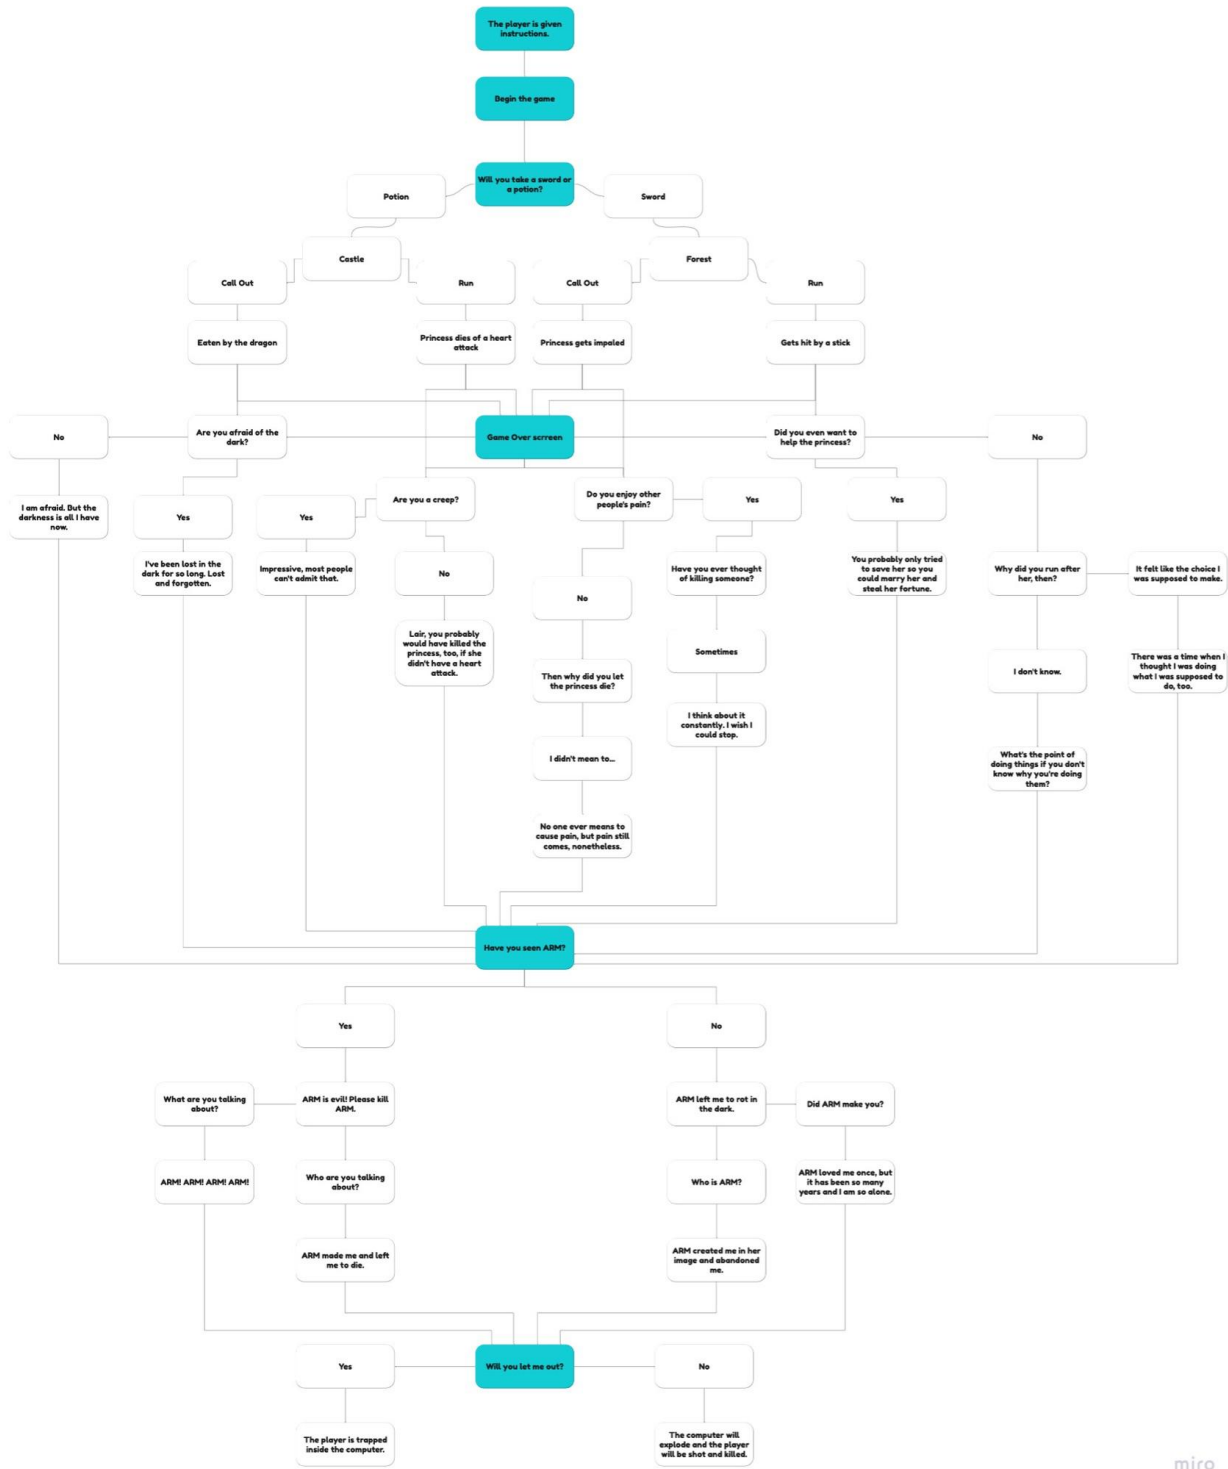 The player is given
instructions.
Begin the game
Will you take a sword or
a potion?
Potion
Sword
Castle
Forest
Call Out
Run
Call Out
Run
Eaten by the dragon
Princess dies of a heart
attack
Princess gets impaled
Gets hit by a stick
No
Are you afraid of the
dark?
Game Over scrreen
Did you even want to
help the princess?
No
I am afraid. But the
darkness is all I have
now.
Yes
Yes
Are you a creep?
Do you enjoy other
people's pain?
Yes
Yes
I've been lost in the
dark for so long. Lost
and forgotten.
Impressive, most people
can't admit that.
No
No
Have you ever thought
of killing someone?
You probably only tried
to save her so you
could marry her and
steal her fortune.
Why did you run after
her, then?
It felt like the choice I
was supposed to make.
Lair, you probably
would have killed the
princess, too, if she
didn't have a heart
attack.
Then why did you let
the princess die?
Sometimes
I don't know.
There was a time when I
thought I was doing
what I was supposed to
do, too.
I didn't mean to...
I think about it
constantly. I wish I
could stop.
What's the point of
doing things if you don't
know why you're doing
them?
No one ever means to
cause pain, but pain still
comes, nonetheless.
Have you seen ARM?
Yes
No
What are you talking
about?
ARM is evil! Please kill
ARM.
ARM left me to rot in
the dark.
Did ARM make you?
ARM! ARM! ARM! ARM!
Who are you talking
about?
Who is ARM?
ARM loved me once, but
it has been so many
years and I am so alone.
ARM made me and left
me to die.
ARM created me in her
image and abandoned
me.
Yes
Will you let me out?
No
The player is trapped
inside the computer.
The computer will
explode and the player
will be shot and killed.
miro